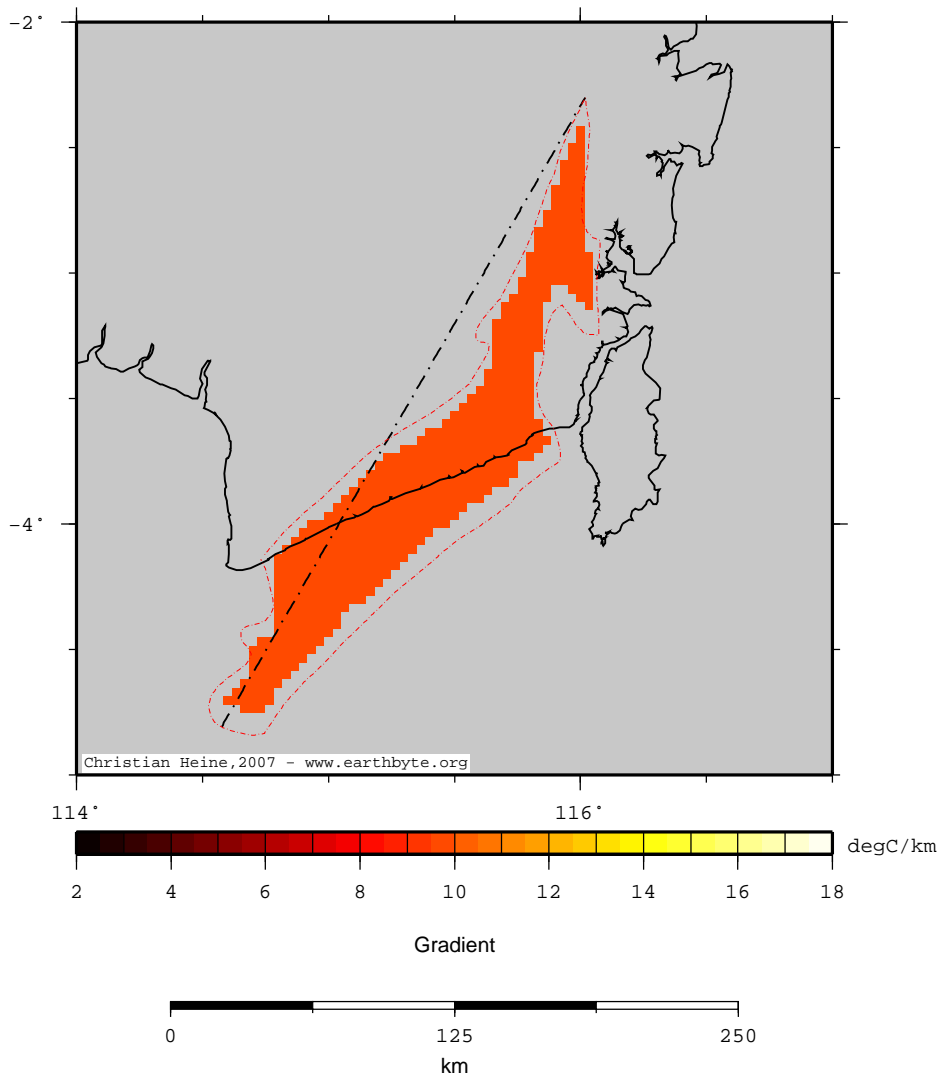 −2°
−4°
Christian Heine,2007 − www.earthbyte.org
114° 116°
degC/km
2 4 6 8 10 12 14 16 18
Gradient
0 125 250
km